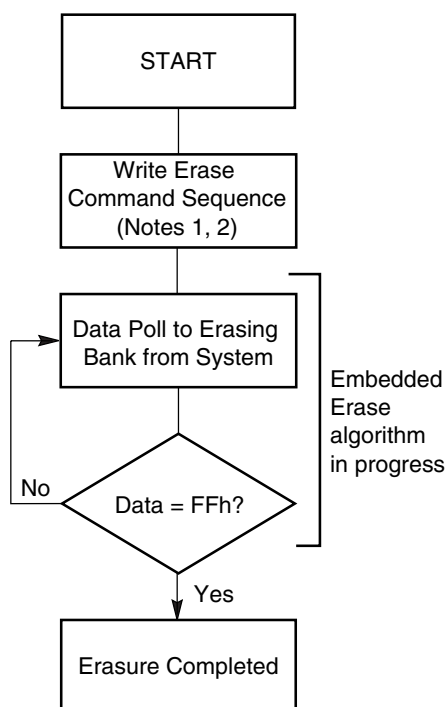 START
Write Erase
Command Sequence
(Notes 1, 2)
Data Poll to Erasing
Bank from System
Embedded
Erase
algorithm
in progress
No
Data = FFh?
Yes
Erasure Completed